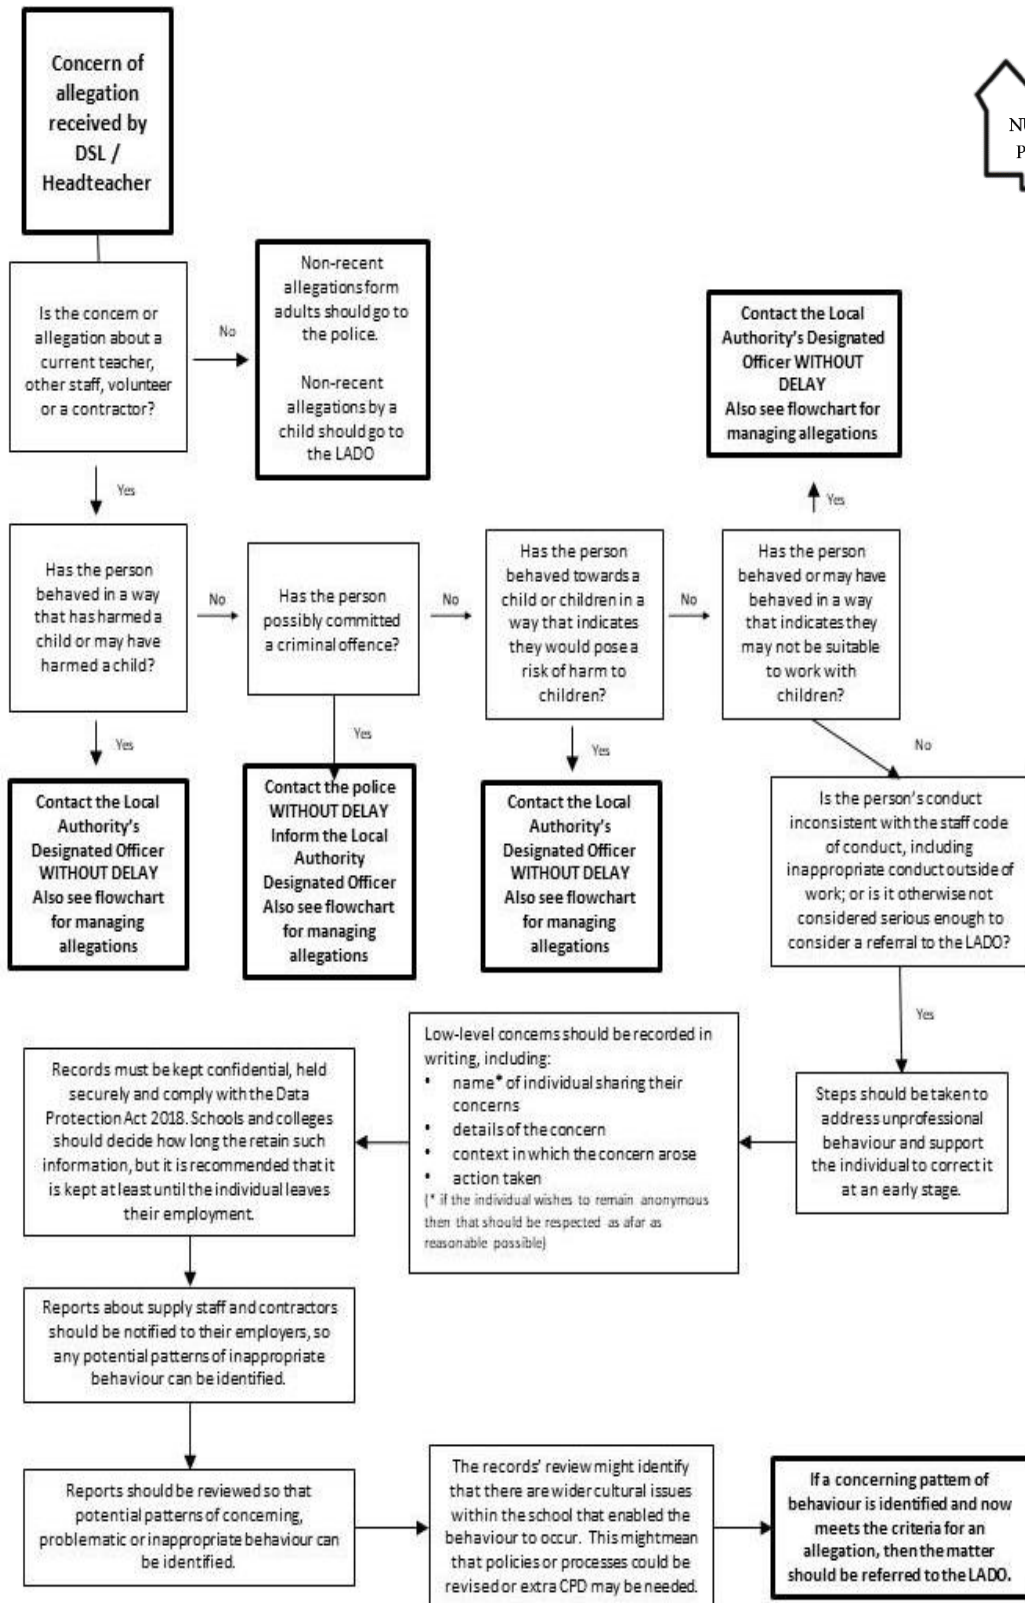 Concern of
allegation
received by
DSL /
Headteacher
NU
P
Is the concern or
allegation about a
current teacher,
other staff, volunteer
or a contractor?
No
Non-recent
allegations form
adults should go to
the police.
Non-recent
allegations by a
child should go to
the LADO
Contact the Local
Authority's Designated
Officer WITHOUT
DELAY
Also see flowchart for
managing allegations
Yes
Yes
Has the person
behaved in a way
that has harmed a
child or may have
harmed a child?
No
Has the person
possibly committed
a criminal offence?
No
Has the person
behaved towards a
child or children in a
way that indicates
they would pose a
risk of harm to
children?
No
Has the person
behaved or may have
behaved in a way
that indicates they
may not be suitable
to work with
children?
Yes
Yes
Yes
No
Contact the Local
Authority's
Designated Officer
WITHOUT DELAY
Also see flowchart
for managing
allegations
Contact the police
WITHOUT DELAY
Inform the Local
Authority
Designated Officer
Also see flowchart
for managing
allegations
Contact the Local
Authority's
Designated Officer
WITHOUT DELAY
Also see flowchart
for managing
allegations
Is the person's conduct
inconsistent with the staff code
of conduct, including
inappropriate conduct outside of
work; or is it otherwise not
considered serious enough to
consider a referral to the LADO?
Yes
Steps should be taken to
address unprofessional
behaviour and support
the individual to correct it
at an early stage.
Low-level concerns should be recorded in
writing, including:
• name* of individual sharing their
concerns
• details of the concern
• context in which the concern arose
• action taken
(* if the individual wishes to remain anonymous
then that should be respected as afar as
reasonable possible)
Records must be kept confidential, held
securely and comply with the Data
Protection Act 2018. Schools and colleges
should decide how long the retain such
information, but it is recommended that it
is kept at least until the individual leaves
their employment.
Reports about supply staff and contractors
should be notified to their employers, so
any potential patterns of inappropriate
behaviour can be identified.
Reports should be reviewed so that
potential patterns of concerning,
problematic or inappropriate behaviour can
be identified.
The records' review might identify
that there are wider cultural issues
within the school that enabled the
behaviour to occur. This might mean
that policies or processes could be
revised or extra CPD may be needed.
If a concerning pattern of
behaviour is identified and now
meets the criteria for an
allegation, then the matter
should be referred to the LADO.